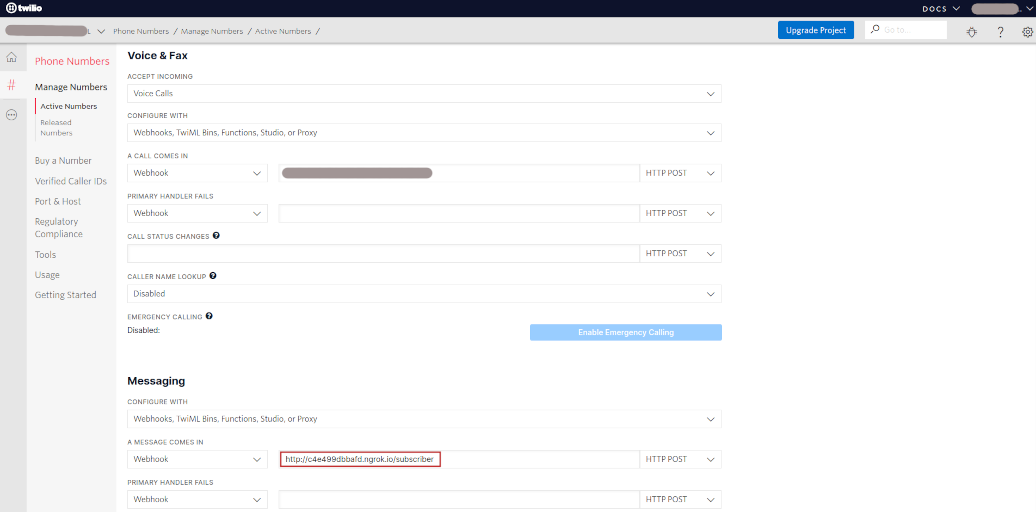 twilio
DOCS
Phone Numbers / Manage Numbers / Active Numbers /
Upgrade Project
Go to...
Phone Numbers
Manage Numbers
Active Numbers
Released
Numbers
Buy a Number
Verified Caller IDs
Port & Host
Regulatory
Compliance
Tools
Usage
Getting Started
Voice & Fax
ACCEPT INCOMING
Voice Calls
CONFIGURE WITH
Webhooks, TwiML Bins, Functions, Studio, or Proxy
A CALL COMES IN
Webhook HTTP POST
PRIMARY HANDLER FAILS
Webhook HTTP POST
CALL STATUS CHANGES ?
HTTP POST
CALLER NAME LOOKUP ?
Disabled
EMERGENCY CALLING ?
Disabled:
Enable Emergency Calling
Messaging
CONFIGURE WITH
Webhooks, TwiML Bins, Functions, Studio, or Proxy
A MESSAGE COMES IN
Webhook http://c4e499dbbafd.ngrok.io/subscriber HTTP POST
PRIMARY HANDLER FAILS
Webhook HTTP POST